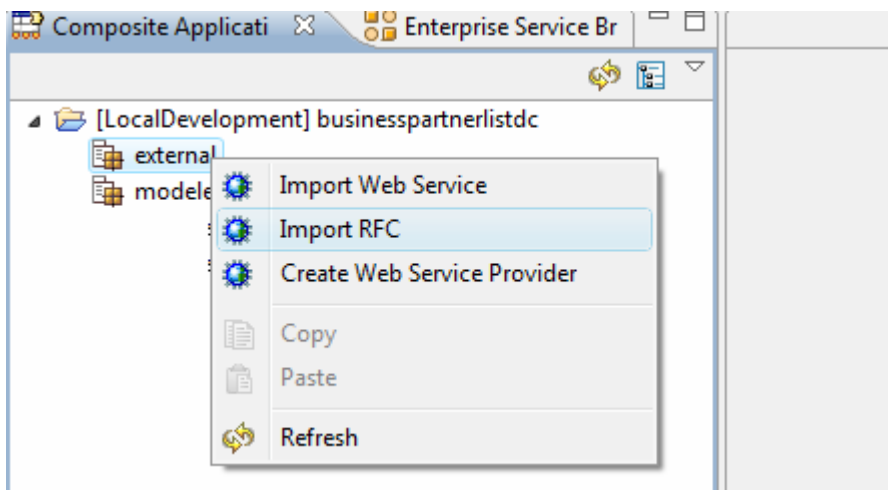 Composite Applicati
Enterprise Service Br
[LocalDevelopment] businesspartnerlistdc
external
modele
Import Web Service
Import RFC
Create Web Service Provider
Copy
Paste
Refresh